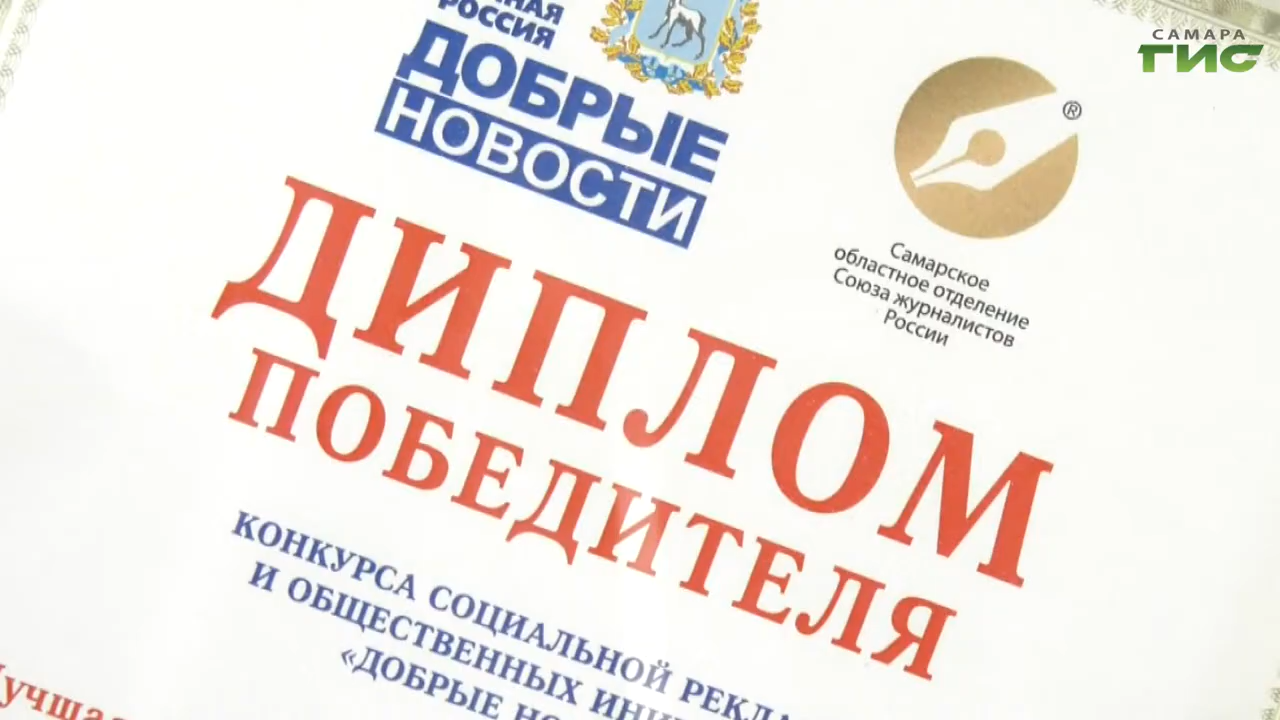 РОССИЯ
ДОБРЫЕ
НОВОСТИ
САМАРА
ГИС
®
Самарское
областное отделение
Союза журналистов
России
ДИПЛОМ
ПОБЕДИТЕЛЯ
КОНКУРСА СОЦИАЛЬНОЙ
И ОБЩЕСТВЕННЫХ
«ДОБРЫЕ